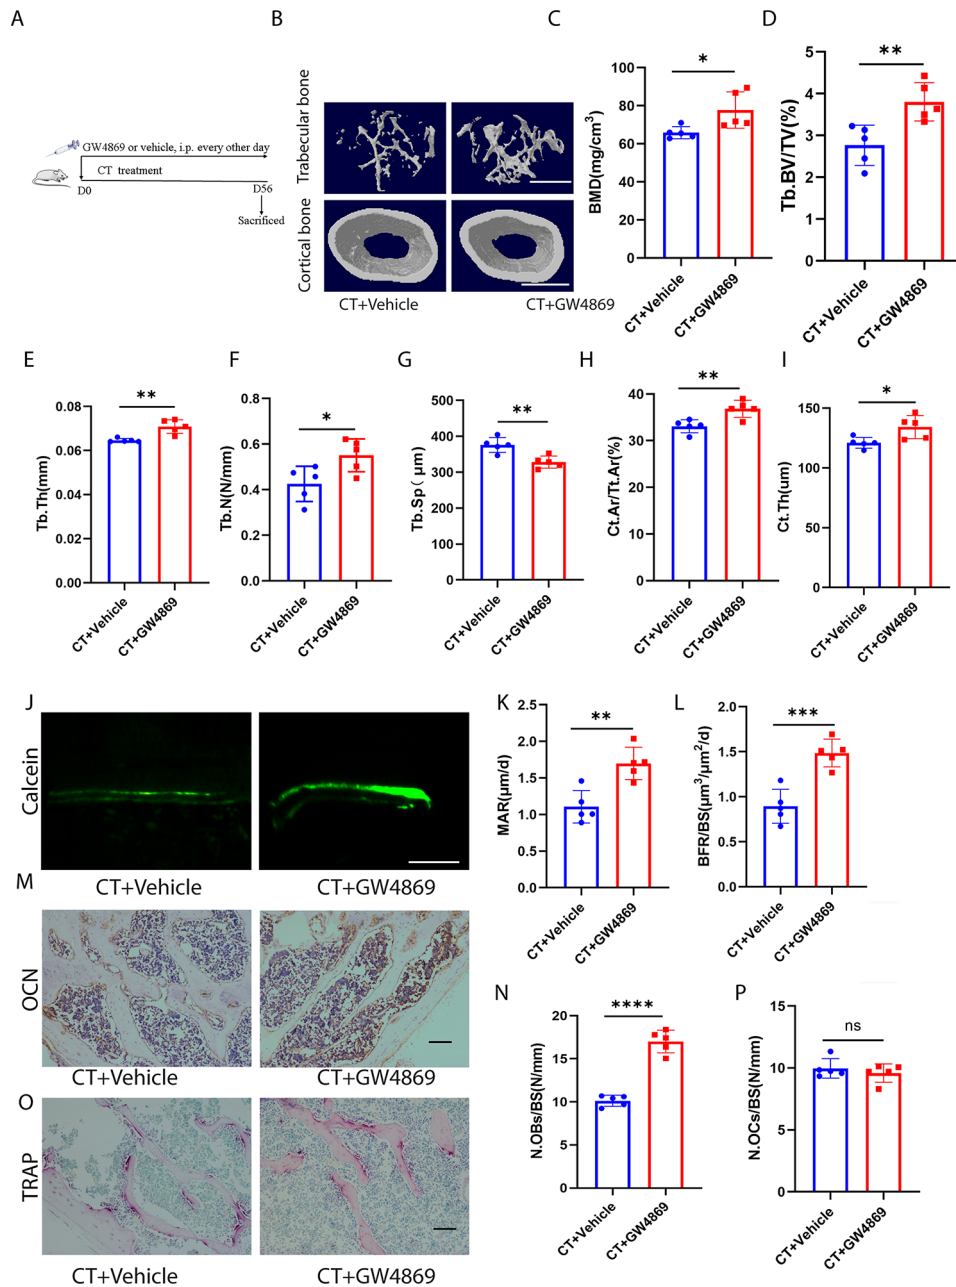 A
GW4869 or vehicle, i.p. every other day
CT treatment
D0
D56
Sacrificed
B
Trabecular bone
Cortical bone
CT+Vehicle
CT+GW4869
C
*
BMD(mg/cm³)
100
80
60
40
20
0
CT+Vehicle
CT+GW4869
D
**
Tb.BV/TV(%)
5
4
3
2
1
0
CT+Vehicle
CT+GW4869
E
**
Tb.Th(mm)
0.08
0.06
0.04
0.02
0.00
CT+Vehicle
CT+GW4869
F
*
Tb.N(N/mm)
0.8
0.6
0.4
0.2
0.0
CT+Vehicle
CT+GW4869
G
**
Tb.Sp( μm)
500
400
300
200
100
0
CT+Vehicle
CT+GW4869
H
**
Ct.Ar/Tt.Ar(%)
40
30
20
10
0
CT+Vehicle
CT+GW4869
I
*
Ct.Th(um)
150
100
50
0
CT+Vehicle
CT+GW4869
J
Calcein
CT+Vehicle
CT+GW4869
K
**
MAR(μm/d)
2.5
2.0
1.5
1.0
0.5
0.0
CT+Vehicle
CT+GW4869
L
***
BFR/BS(μm³/μm²/d)
2.0
1.5
1.0
0.5
0.0
CT+Vehicle
CT+GW4869
M
OCN
CT+Vehicle
CT+GW4869
N
****
N.OBs/BS(N/mm)
20
15
10
5
0
CT+Vehicle
CT+GW4869
O
TRAP
CT+Vehicle
CT+GW4869
P
ns
N.OCs/BS(N/mm)
15
10
5
0
CT+Vehicle
CT+GW4869